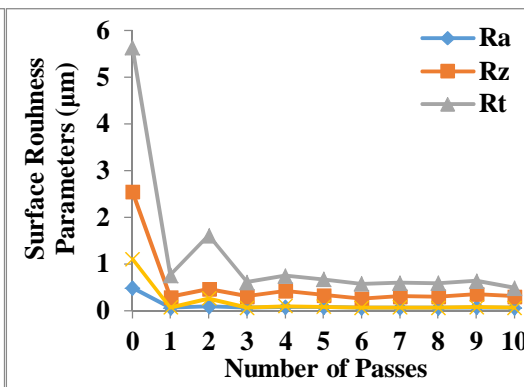 Surface Rouhness
Parameters (µm)
6
5
4
3
2
1
0
Ra
Rz
Rt
0 1 2 3 4 5 6 7 8 9 10
Number of Passes